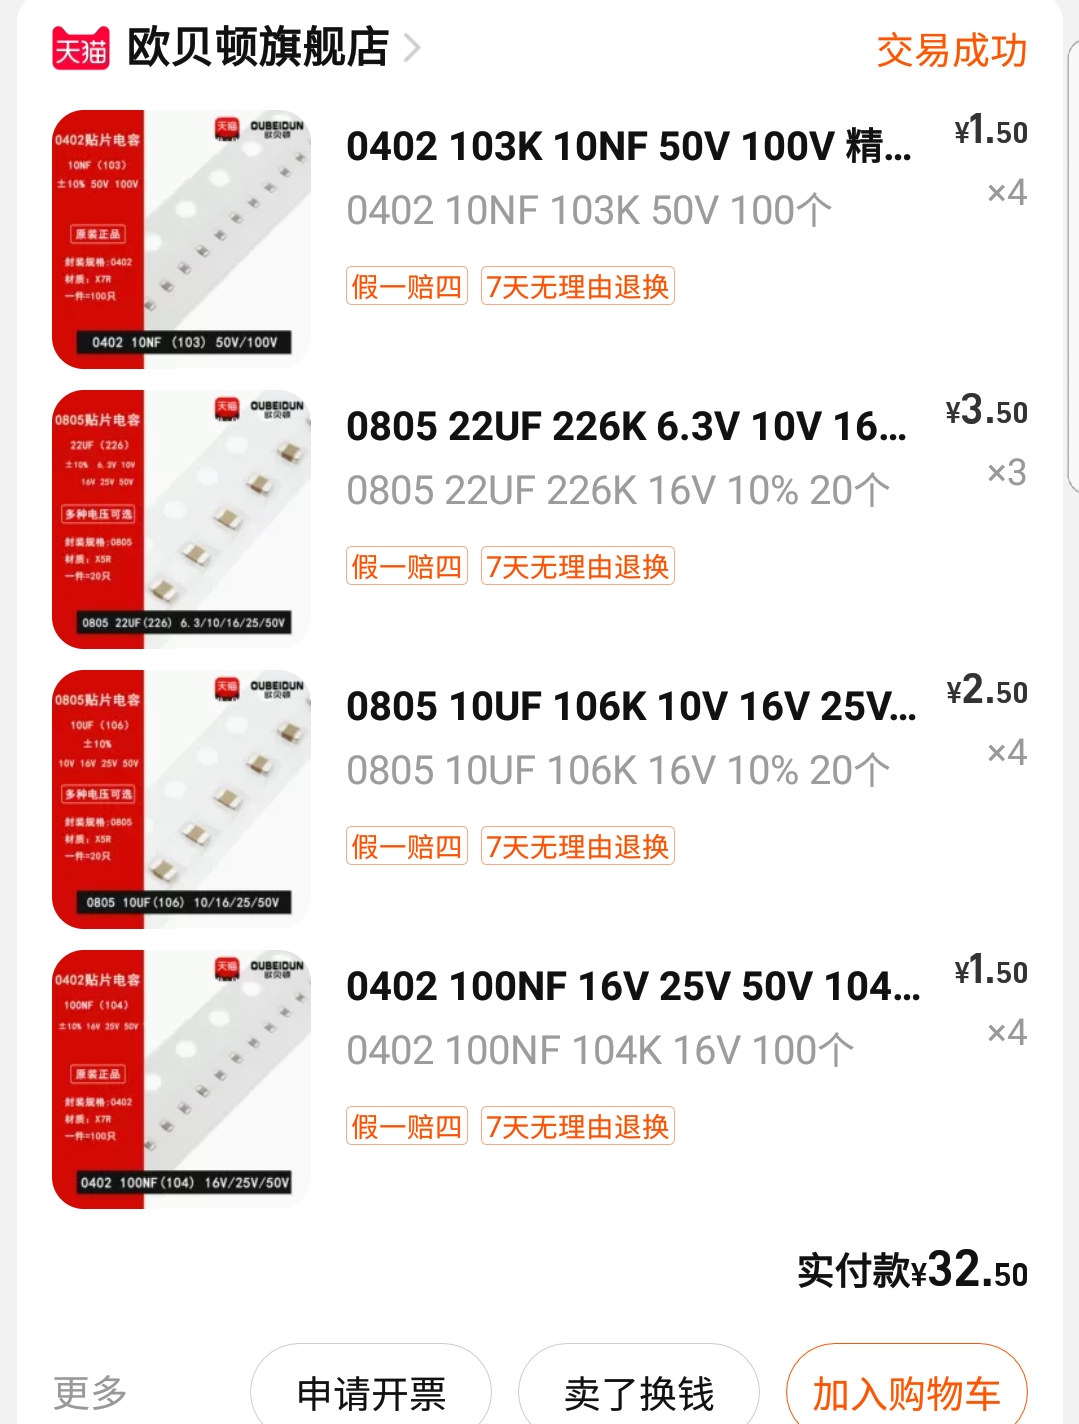 天猫 欧贝顿旗舰店
交易成功
0402贴片电容
10NF (103)
±10% 50V 100V
原装正品
封装规格:0402
材质：X7R
一件=100只
天猫 OUBEIDUN
欧贝顿
0402 10NF (103) 50V/100V
0402 103K 10NF 50V 100V 精...
¥1.50
0402 10NF 103K 50V 100个
×4
假一赔四 7天无理由退换
0805贴片电容
22UF (226)
±10% 6.3V 10V
16V 25V 50V
多种电压可选
封装规格:0805
材质：X5R
一件=20只
天猫 OUBEIDUN
欧贝顿
0805 22UF(226) 6.3/10/16/25/50V
0805 22UF 226K 6.3V 10V 16...
¥3.50
0805 22UF 226K 16V 10% 20个
×3
假一赔四 7天无理由退换
0805贴片电容
10UF (106)
±10%
10V 16V 25V 50V
多种电压可选
封装规格:0805
材质：X5R
一件=20只
天猫 OUBEIDUN
欧贝顿
0805 10UF(106) 10/16/25/50V
0805 10UF 106K 10V 16V 25V...
¥2.50
0805 10UF 106K 16V 10% 20个
×4
假一赔四 7天无理由退换
0402贴片电容
100NF (104)
±10% 16V 25V 50V
原装正品
封装规格:0402
材质：X7R
一件=100只
天猫 OUBEIDUN
欧贝顿
0402 100NF(104) 16V/25V/50V
0402 100NF 16V 25V 50V 104...
¥1.50
0402 100NF 104K 16V 100个
×4
假一赔四 7天无理由退换
实付款¥32.50
更多 申请开票 卖了换钱 加入购物车